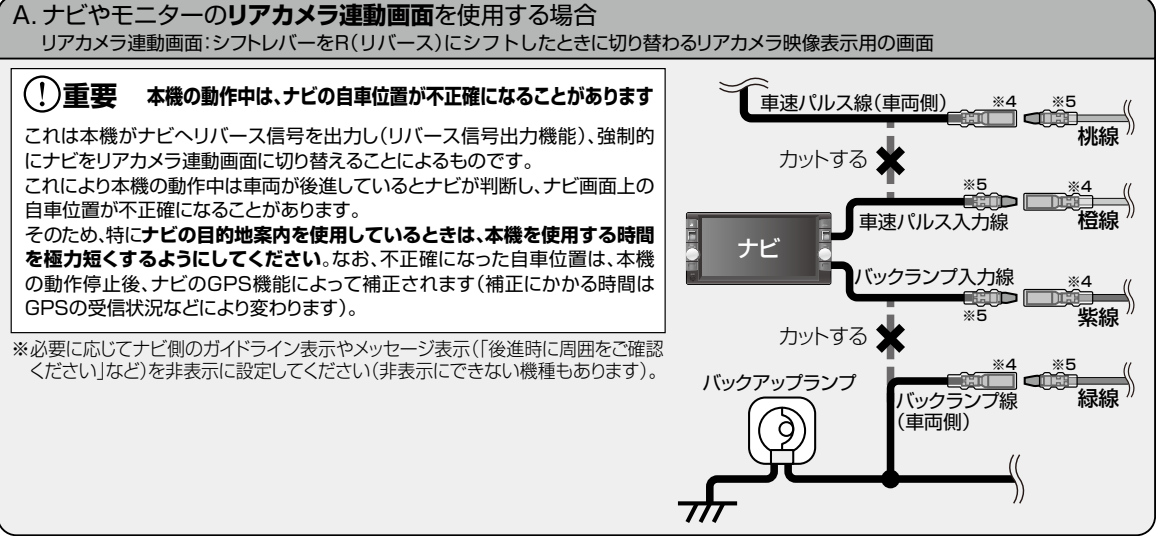 A. ナビやモニターのリアカメラ連動画面を使用する場合
リアカメラ連動画面：シフトレバーをR（リバース）にシフトしたときに切り替わるリアカメラ映像表示用の画面
重要 本機の動作中は、ナビの自車位置が不正確になることがあります
これは本機がナビへリバース信号を出力し（リバース信号出力機能）、強制的
にナビをリアカメラ連動画面に切り替えることによるものです。
これにより本機の動作中は車両が後進しているとナビが判断し、ナビ画面上の
自車位置が不正確になることがあります。
そのため、特にナビの目的地案内を使用しているときは、本機を使用する時間
を極力短くするようにしてください。なお、不正確になった自車位置は、本機
の動作停止後、ナビのGPS機能によって補正されます（補正にかかる時間は
GPSの受信状況などにより変わります）。
※必要に応じてナビ側のガイドライン表示やメッセージ表示（「後進時に周囲をご確認
ください」など）を非表示に設定してください（非表示にできない機種もあります）。
車速パルス線（車両側）
※4
※5
桃線
カットする
※5
※4
車速パルス入力線
橙線
ナビ
バックランプ入力線
※4
※5
紫線
カットする
バックアップランプ
※4
※5
バックランプ線
（車両側）
緑線